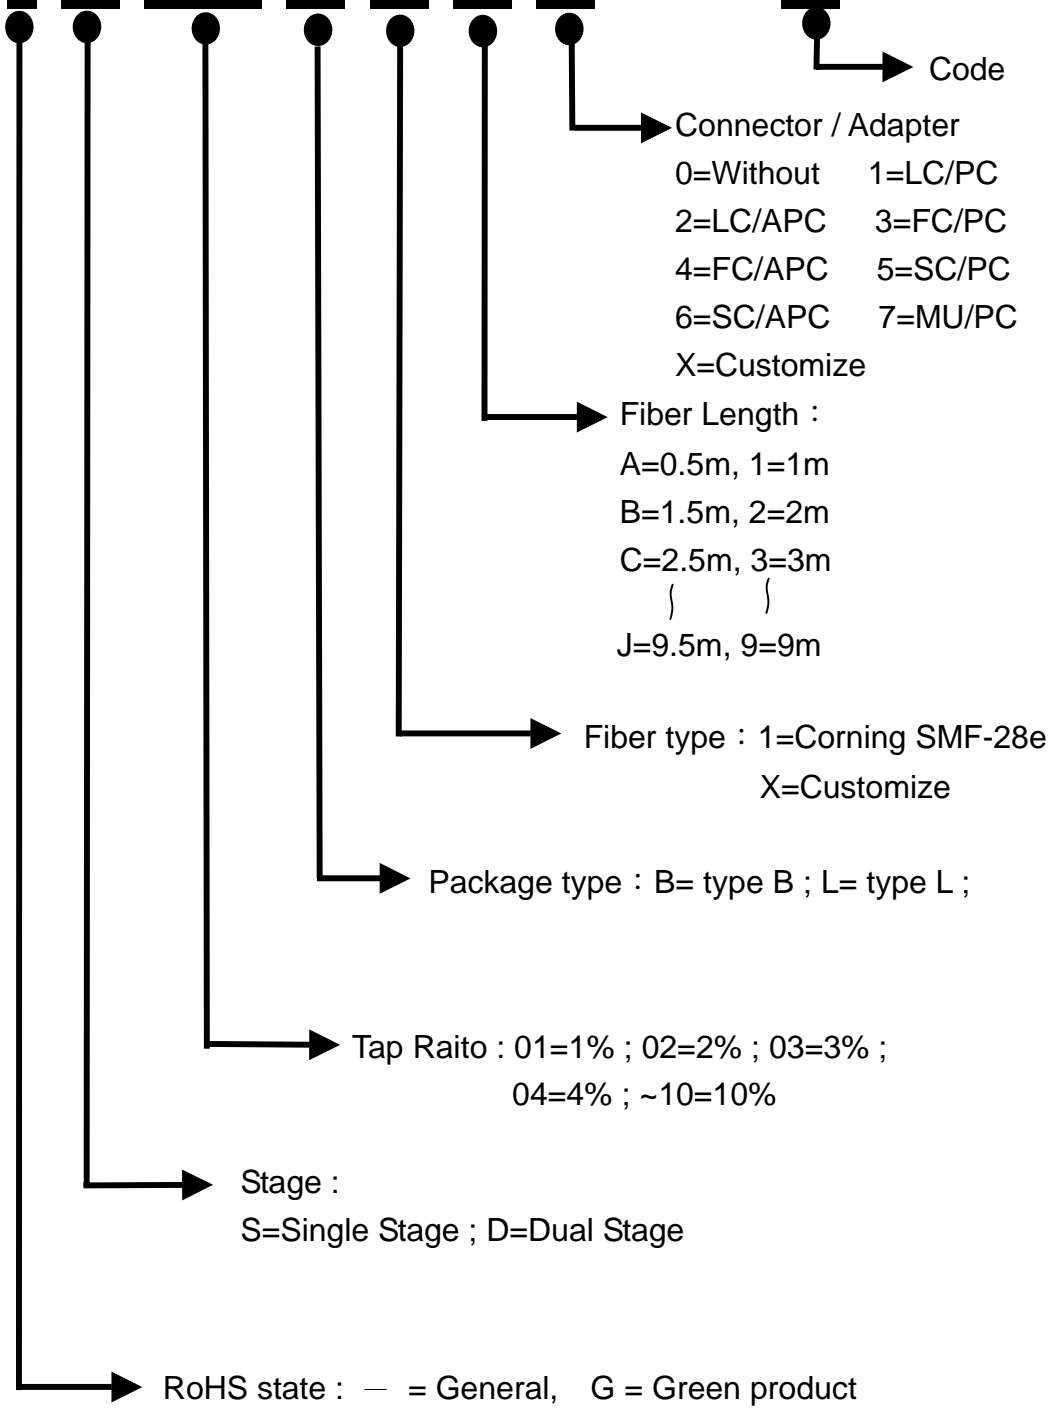 Code
Connector / Adapter
0=Without 1=LC/PC
2=LC/APC 3=FC/PC
4=FC/APC 5=SC/PC
6=SC/APC 7=MU/PC
X=Customize
Fiber Length：
A=0.5m, 1=1m
B=1.5m, 2=2m
C=2.5m, 3=3m
J=9.5m, 9=9m
Fiber type：1=Corning SMF-28e
X=Customize
Package type：B= type B ; L= type L ;
Tap Raito : 01=1% ; 02=2% ; 03=3% ;
04=4% ; ~10=10%
Stage :
S=Single Stage ; D=Dual Stage
RoHS state : － = General, G = Green product